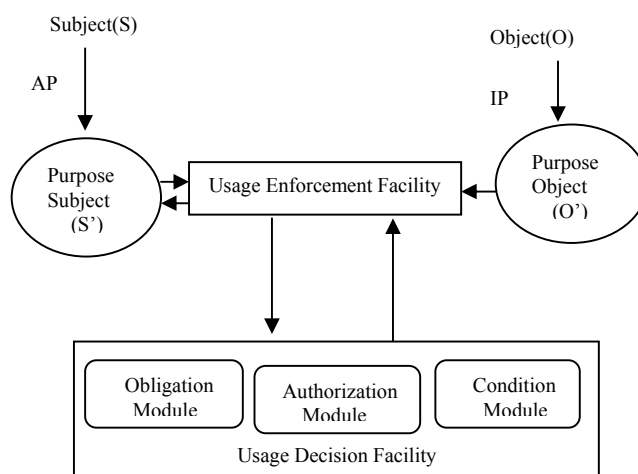 Subject(S)
Object(O)
AP
IP
Purpose
Subject
(S')
Usage Enforcement Facility
Purpose
Object
(O')
Obligation
Module
Authorization
Module
Condition
Module
Usage Decision Facility